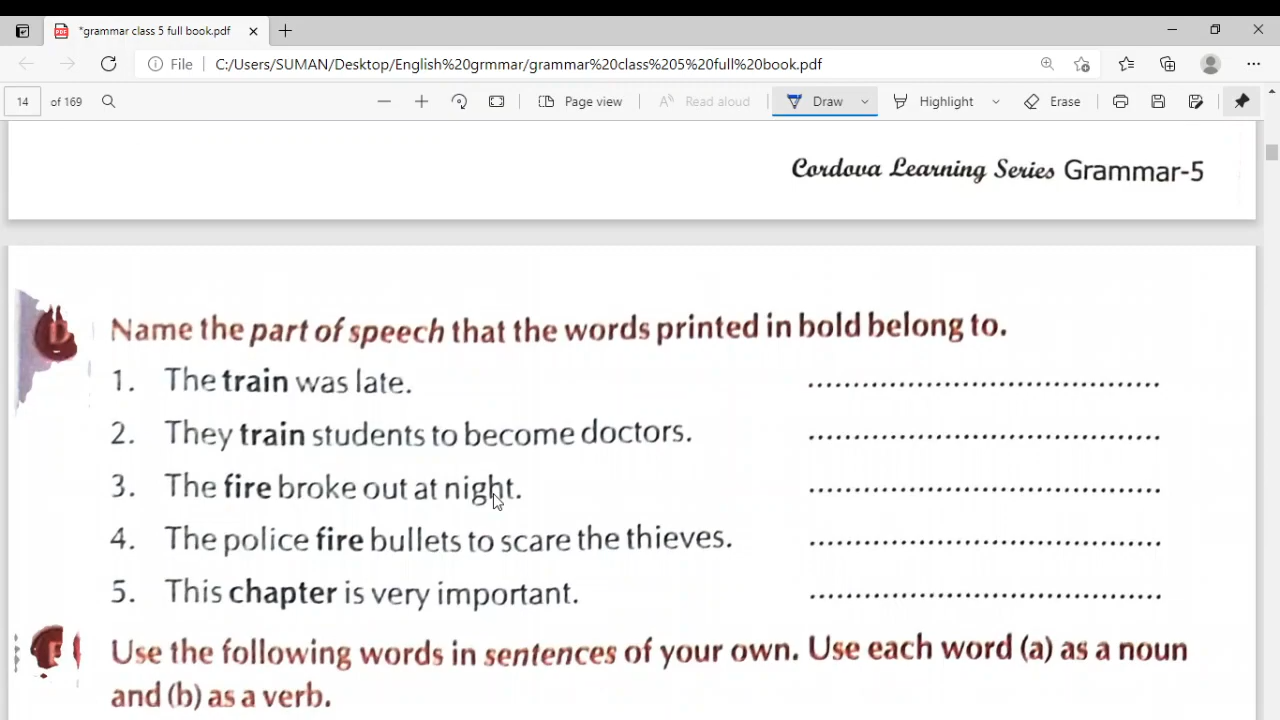 *grammar class 5 full book.pdf
File C:/Users/SUMAN/Desktop/English%20grmmar/grammar%20class%205%20full%20book.pdf
14 of 169 Page view Read aloud Draw Highlight Erase
Cordova Learning Series Grammar-5
D Name the part of speech that the words printed in bold belong to.
1. The train was late. ......................................
2. They train students to become doctors. ......................................
3. The fire broke out at night. ......................................
4. The police fire bullets to scare the thieves. ......................................
5. This chapter is very important. ......................................
E Use the following words in sentences of your own. Use each word (a) as a noun
and (b) as a verb.